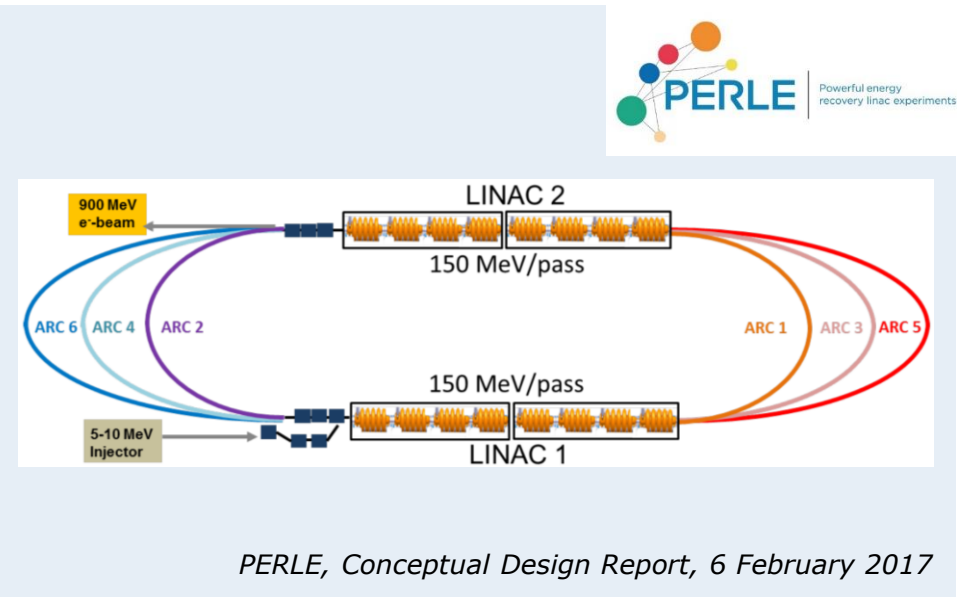 PERLE
Powerful energy
recovery linac experiments
LINAC 2
900 MeV
e⁻-beam
150 MeV/pass
ARC 6
ARC 4
ARC 2
ARC 1
ARC 3
ARC 5
150 MeV/pass
5-10 MeV
Injector
LINAC 1
PERLE, Conceptual Design Report, 6 February 2017